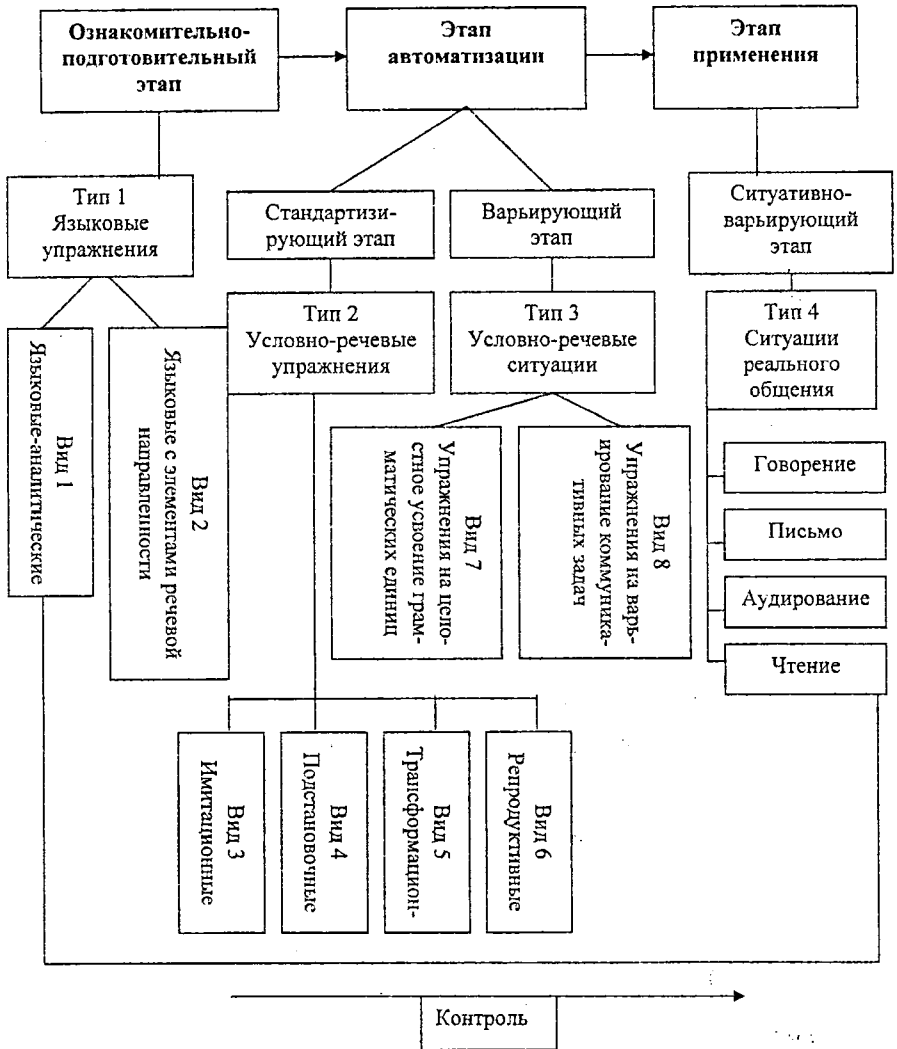 Ознакомительно-
подготовительный
этап
Этап
автоматизации
Этап
применения
Тип 1
Языковые
упражнения
Стандартизи-
рующий этап
Варьирующий
этап
Ситуативно-
варьирующий
этап
Тип 2
Условно-речевые
упражнения
Тип 3
Условно-речевые
ситуации
Тип 4
Ситуации
реального
общения
Вид 1
Языковые-аналитические
Вид 2
Языковые с элементами речевой
направленности
Вид 7
Упражнения на цело-
стное усвоение грам-
матических единиц
Вид 8
Упражнения на варь-
ирование коммуника-
тивных задач
Говорение
Письмо
Аудирование
Чтение
Вид 3
Имитационные
Вид 4
Подстановочные
Вид 5
Трансформацион-
Вид 6
Репродуктивные
Контроль